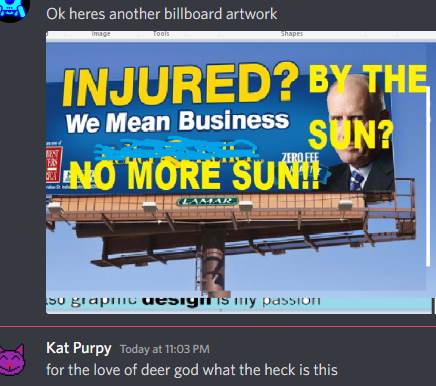 Ok heres another billboard artwork
Image Tools Shapes
INJURED? BY THE
We Mean Business SUN?
ZERO FEE
NO MORE SUN!!
LAMAR
graphic design is my passion
Kat Purpy Today at 11:03 PM
for the love of deer god what the heck is this